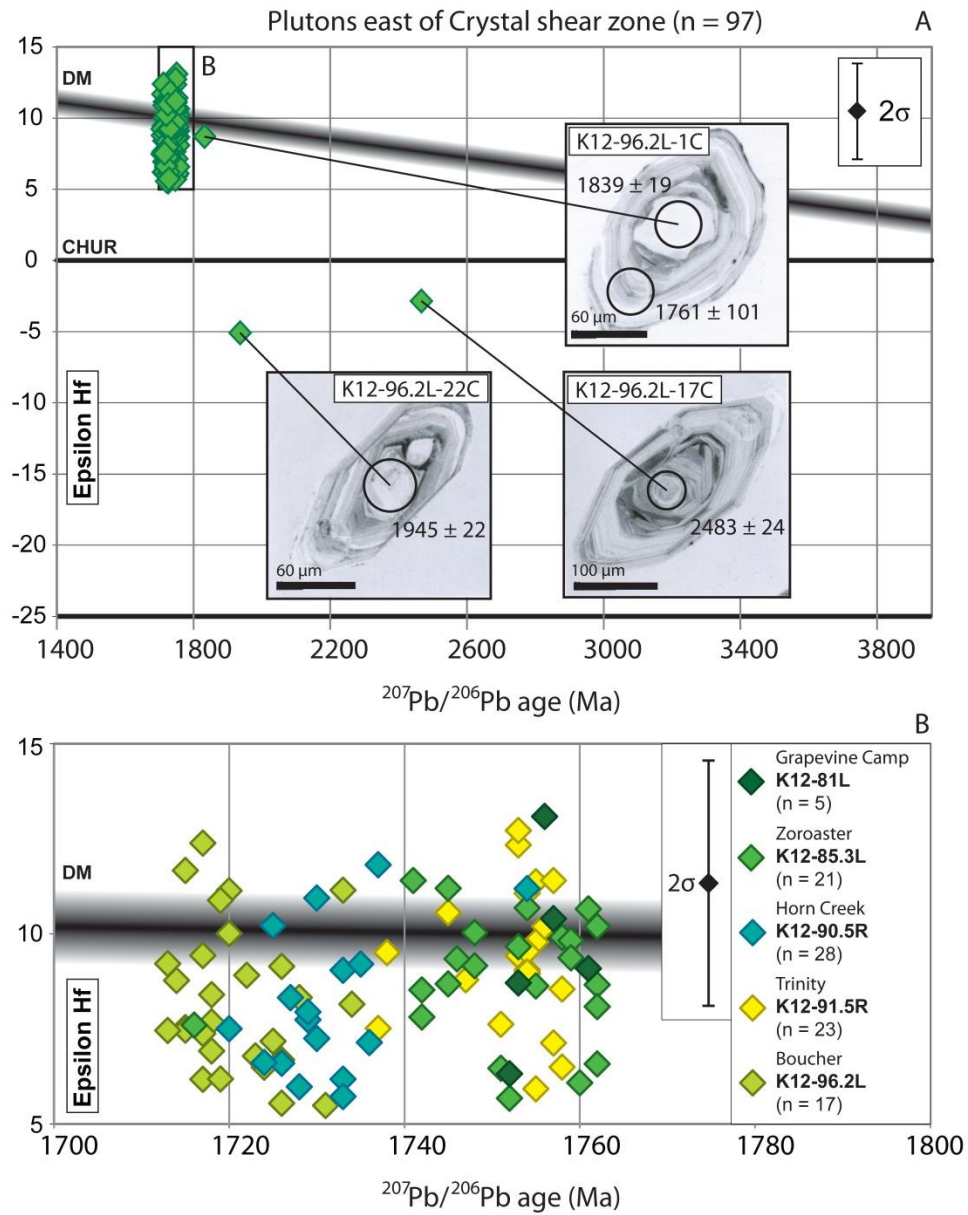 Plutons east of Crystal shear zone (n = 97)
A
15
10
5
0
-5
-10
-15
-20
-25
DM
B
CHUR
Epsilon Hf
2σ
K12-96.2L-1C
1839 ± 19
1761 ± 101
60 µm
K12-96.2L-22C
1945 ± 22
60 µm
K12-96.2L-17C
2483 ± 24
100 µm
1400 1800 2200 2600 3000 3400 3800
²⁰⁷Pb/²⁰⁶Pb age (Ma)
B
15
10
5
DM
Epsilon Hf
2σ
Grapevine Camp
K12-81L
(n = 5)
Zoroaster
K12-85.3L
(n = 21)
Horn Creek
K12-90.5R
(n = 28)
Trinity
K12-91.5R
(n = 23)
Boucher
K12-96.2L
(n = 17)
1700 1720 1740 1760 1780 1800
²⁰⁷Pb/²⁰⁶Pb age (Ma)